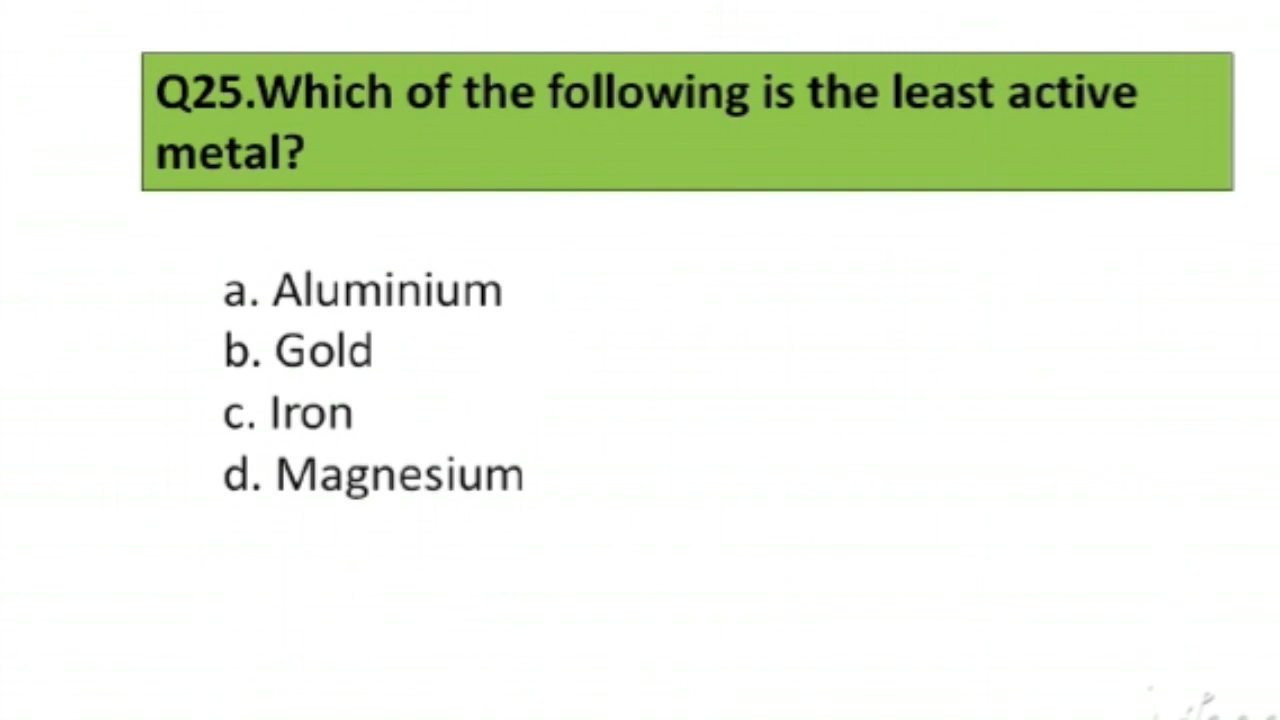 Q25.Which of the following is the least active
metal?
a. Aluminium
b. Gold
c. Iron
d. Magnesium